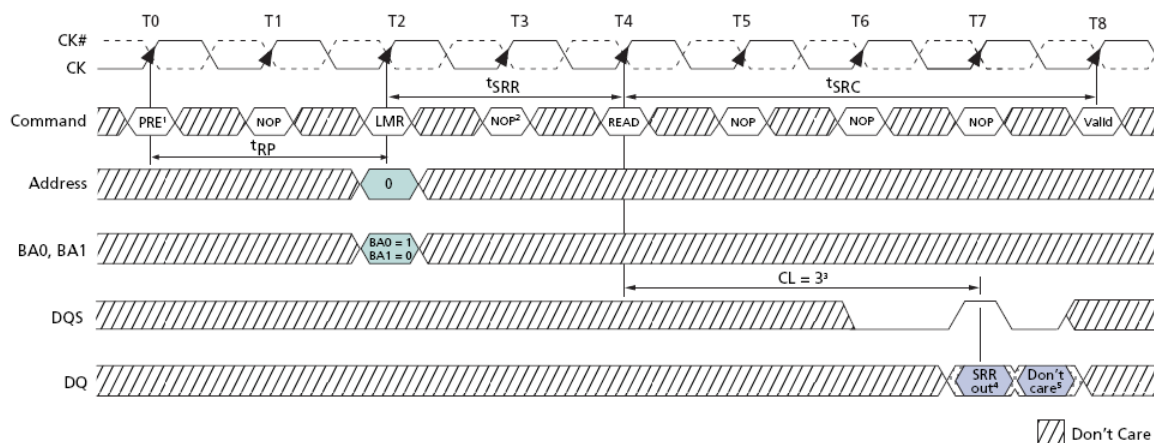 T0 T1 T2 T3 T4 T5 T6 T7 T8
CK#
CK
tSRR tSRC
Command PRE¹ NOP LMR NOP² READ NOP NOP NOP Valid
tRP
Address 0
BA0, BA1 BA0 = 1
BA1 = 0
CL = 3³
DQS
DQ SRR Don't
out⁴ care⁵
Don't Care